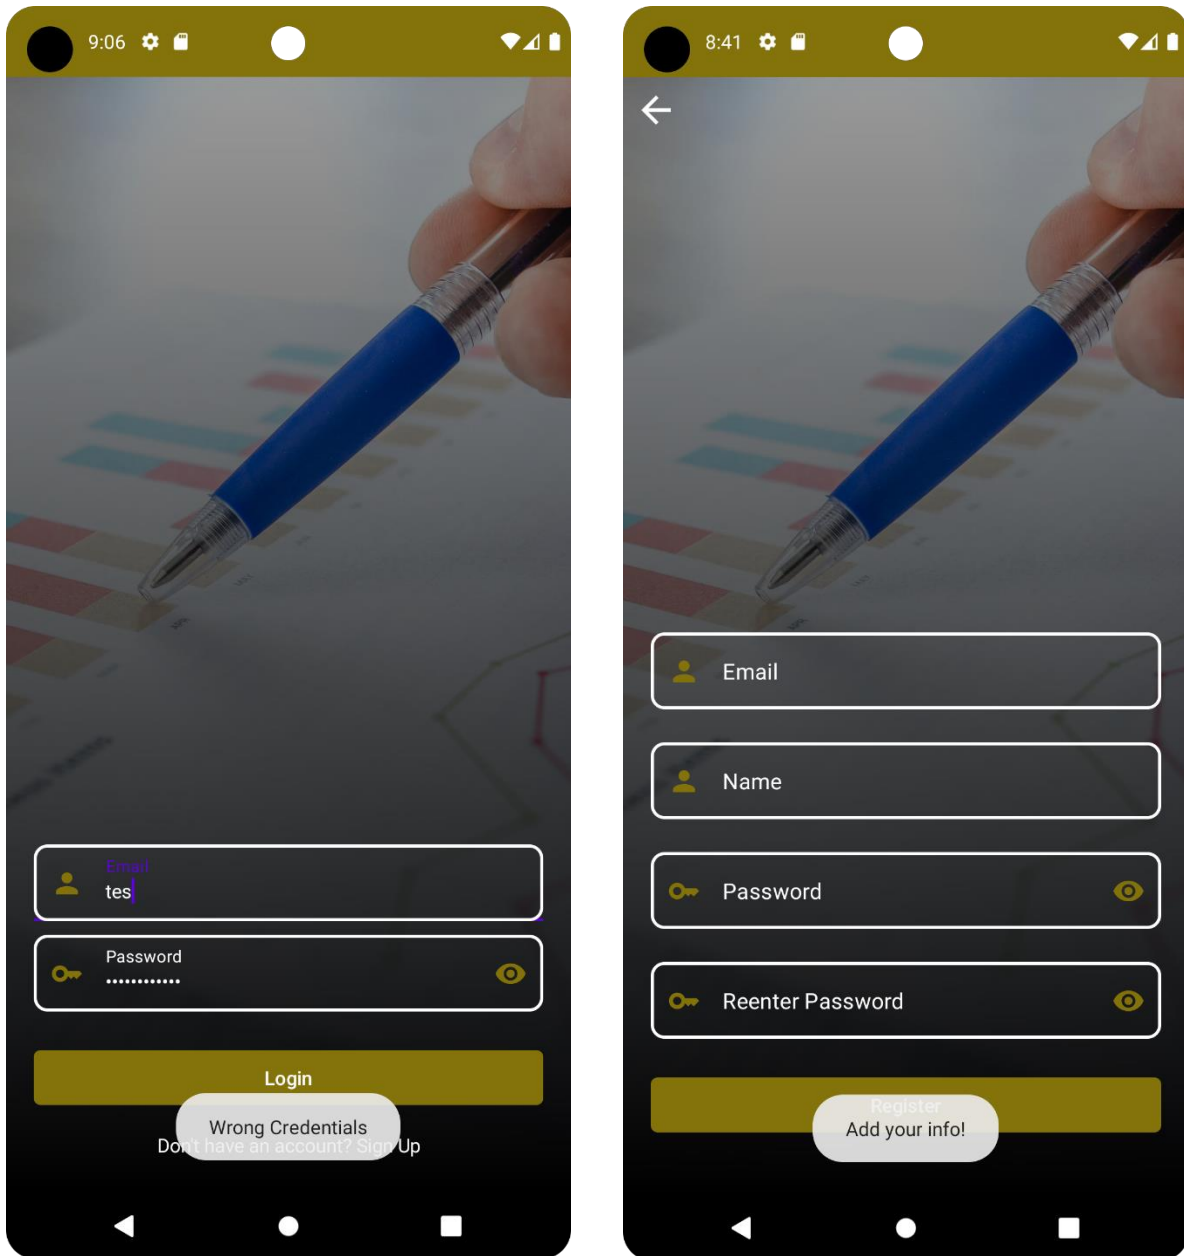 9:06
Email
tes
Password
Login
Wrong Credentials
Don't have an account? Sign Up
8:41
Email
Name
Password
Reenter Password
Register
Add your info!